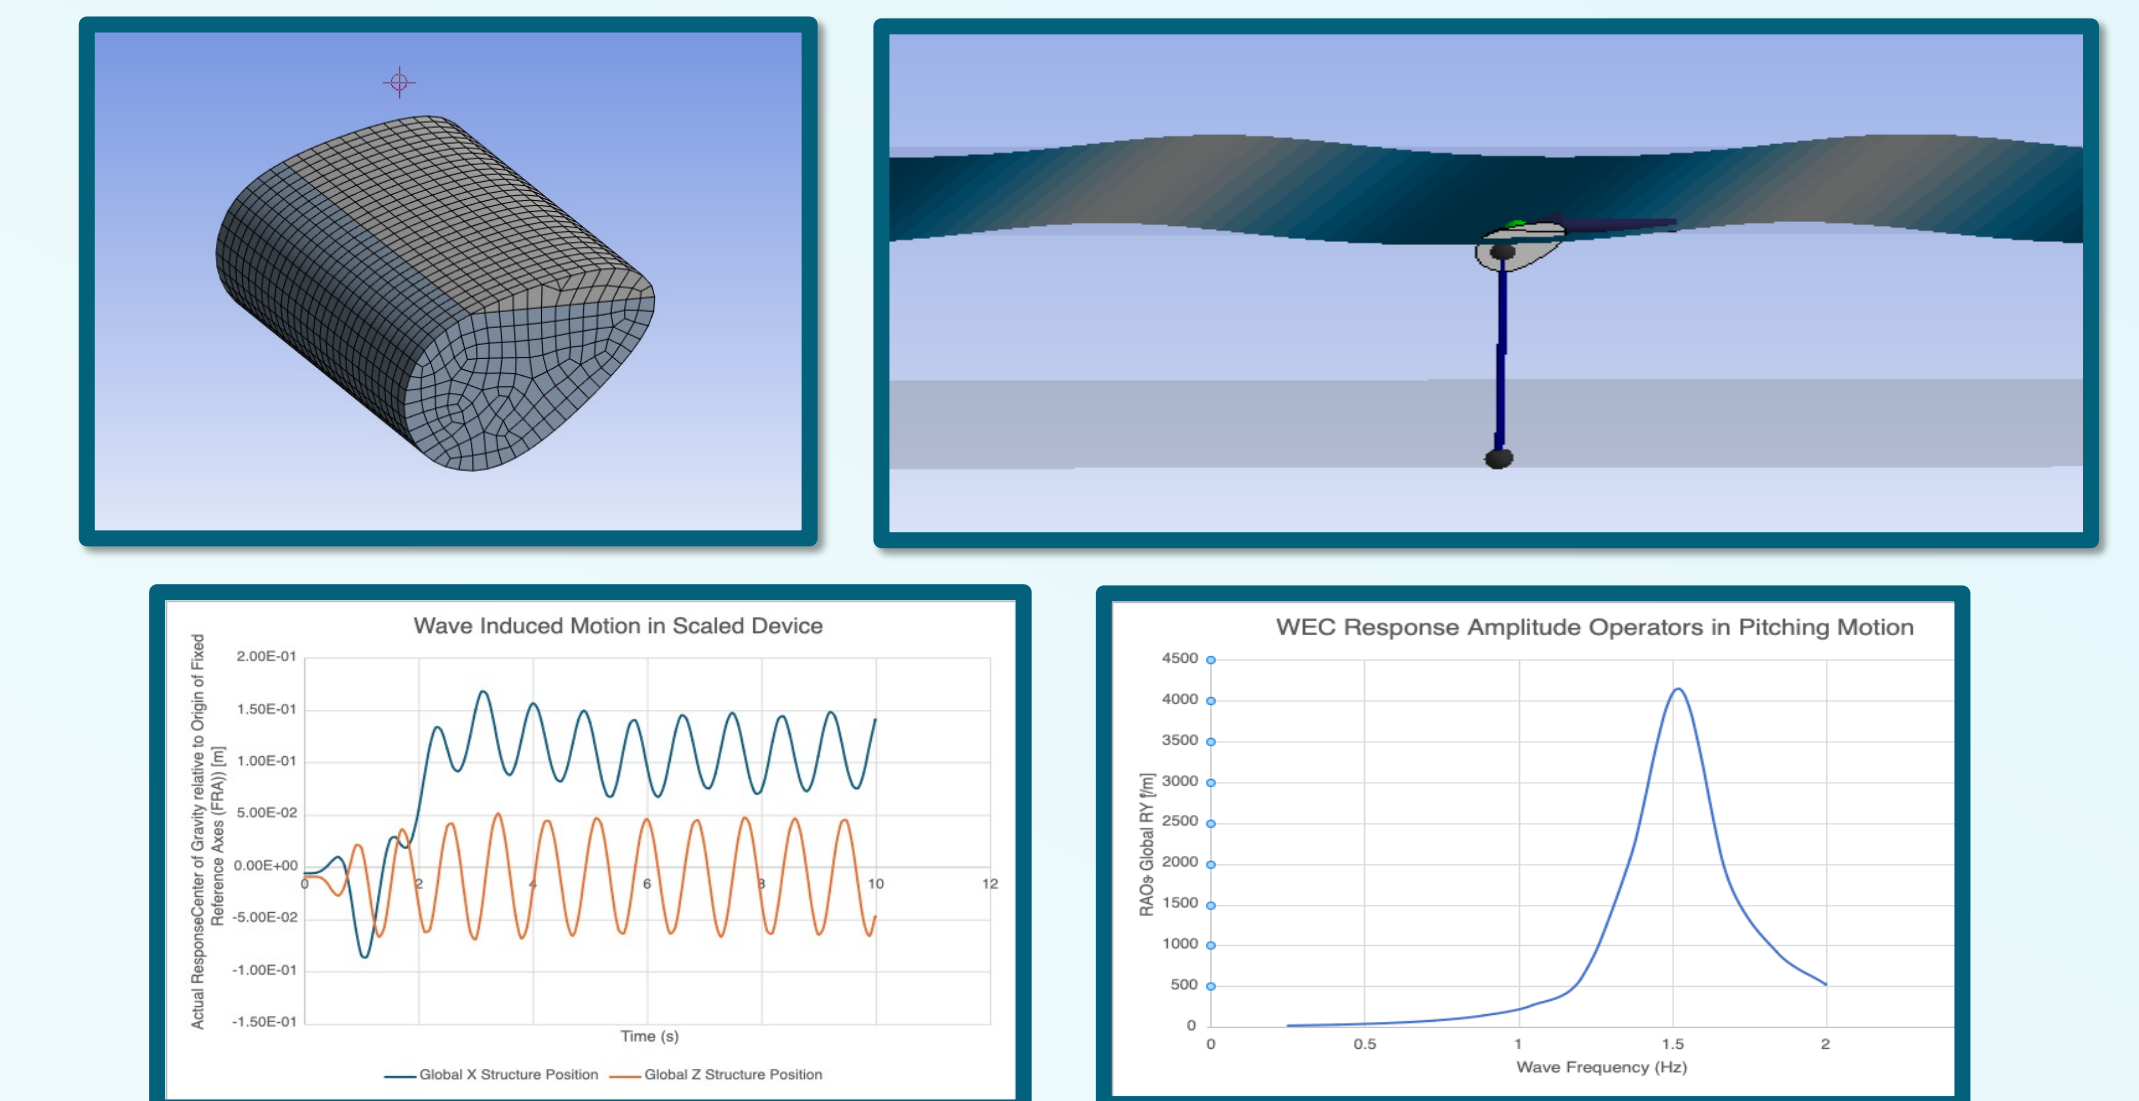 Wave Induced Motion in Scaled Device
Actual ResponseCenter of Gravity relative to Origin of Fixed
Reference Axes (FRA)) [m]
2.00E-01
1.50E-01
1.00E-01
5.00E-02
0.00E+00
-5.00E-02
-1.00E-01
-1.50E-01
0 2 4 6 8 10 12
Time (s)
Global X Structure Position Global Z Structure Position
WEC Response Amplitude Operators in Pitching Motion
RAOs Global RY [°/m]
4500
4000
3500
3000
2500
2000
1500
1000
500
0
0 0.5 1 1.5 2
Wave Frequency (Hz)